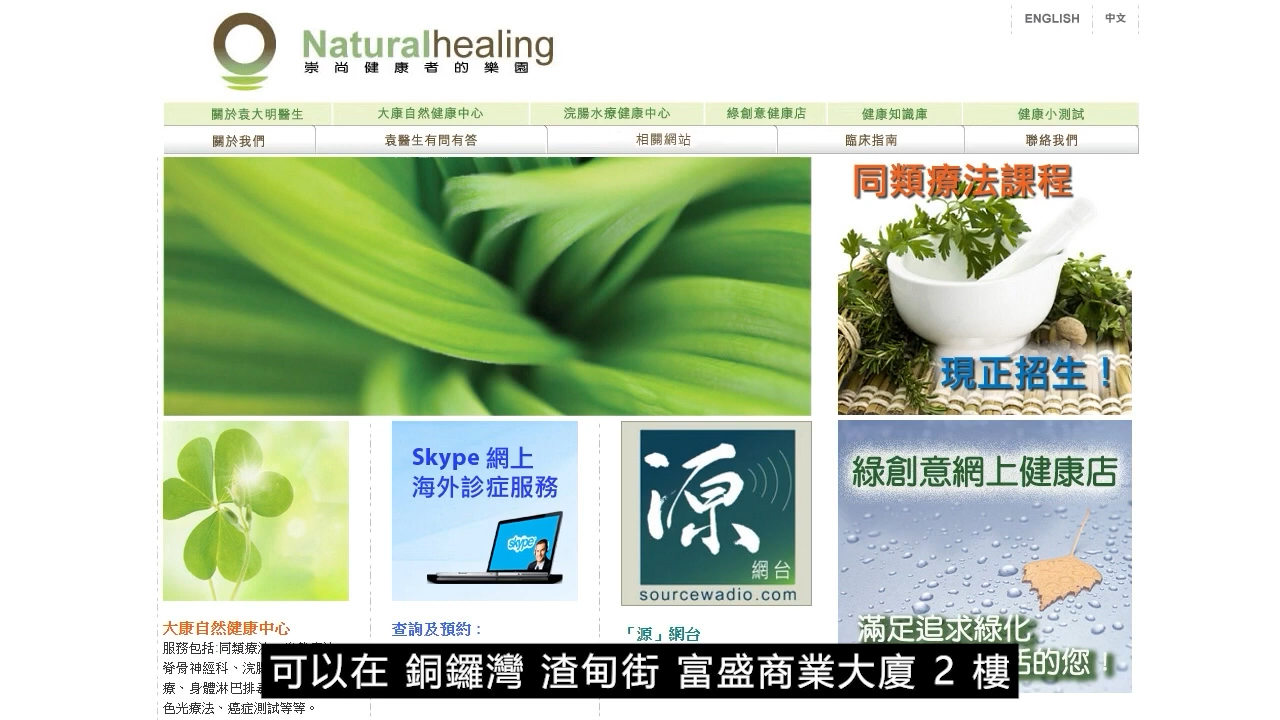 ENGLISH 中文
Naturalhealing
崇尚健康者的樂園
關於袁大明醫生 大康自然健康中心 浣腸水療健康中心 綠創意健康店 健康知識庫 健康小測試
關於我們 袁醫生有問有答 相關網站 臨床指南 聯絡我們
同類療法課程
現正招生！
Skype 網上
海外診症服務
skype
源
網台
sourcewadio.com
綠創意網上健康店
滿足追求綠化
活的您！
大康自然健康中心
服務包括:同類療法
脊骨神經科、浣腸
療、身體淋巴排毒
色光療法、癌症測試等等。
查詢及預約：
「源」網台
可以在 銅鑼灣 渣甸街 富盛商業大廈 2 樓